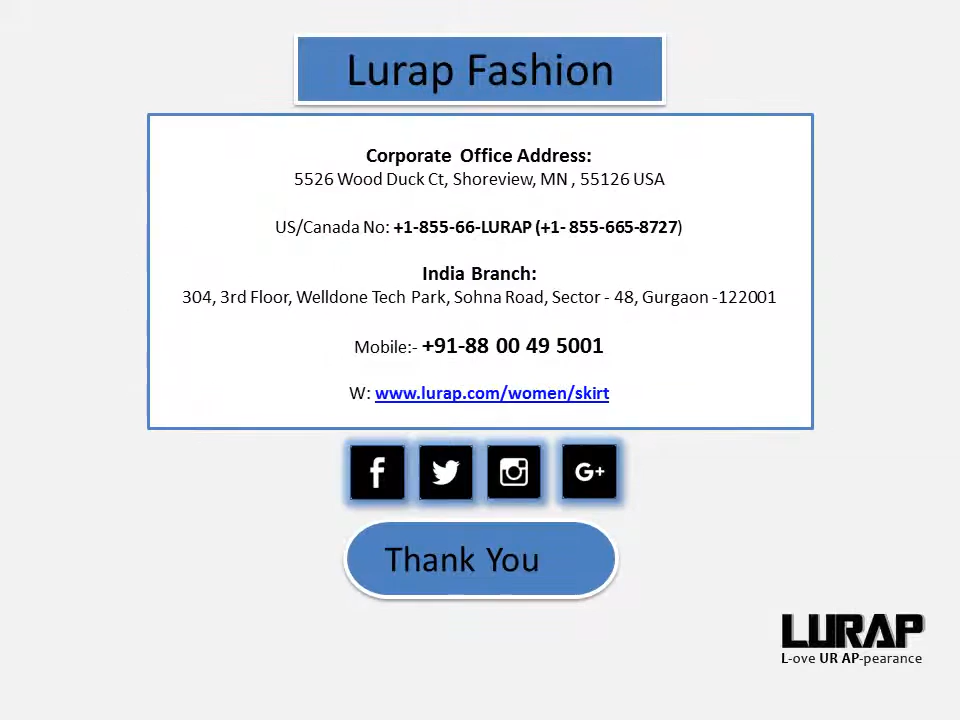 Lurap Fashion
Corporate Office Address:
5526 Wood Duck Ct, Shoreview, MN , 55126 USA
US/Canada No: +1-855-66-LURAP (+1- 855-665-8727)
India Branch:
304, 3rd Floor, Welldone Tech Park, Sohna Road, Sector - 48, Gurgaon -122001
Mobile:- +91-88 00 49 5001
W: www.lurap.com/women/skirt
f G+
Thank You
LURAP
L-ove UR AP-pearance